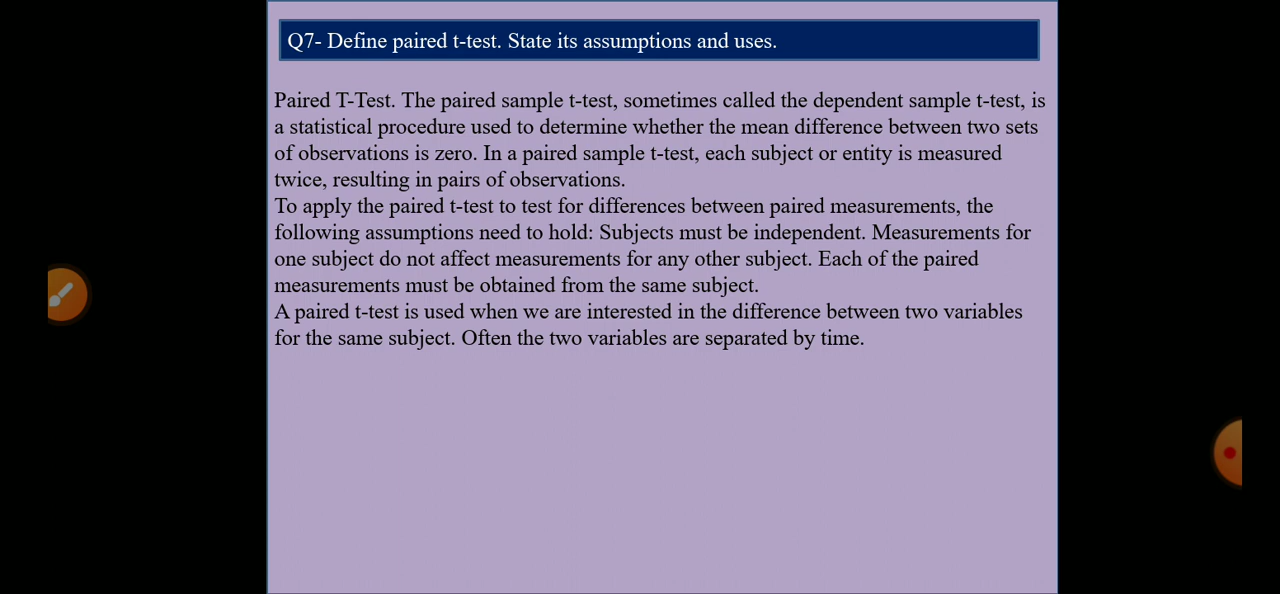 Q7- Define paired t-test. State its assumptions and uses.
Paired T-Test. The paired sample t-test, sometimes called the dependent sample t-test, is
a statistical procedure used to determine whether the mean difference between two sets
of observations is zero. In a paired sample t-test, each subject or entity is measured
twice, resulting in pairs of observations.
To apply the paired t-test to test for differences between paired measurements, the
following assumptions need to hold: Subjects must be independent. Measurements for
one subject do not affect measurements for any other subject. Each of the paired
measurements must be obtained from the same subject.
A paired t-test is used when we are interested in the difference between two variables
for the same subject. Often the two variables are separated by time.